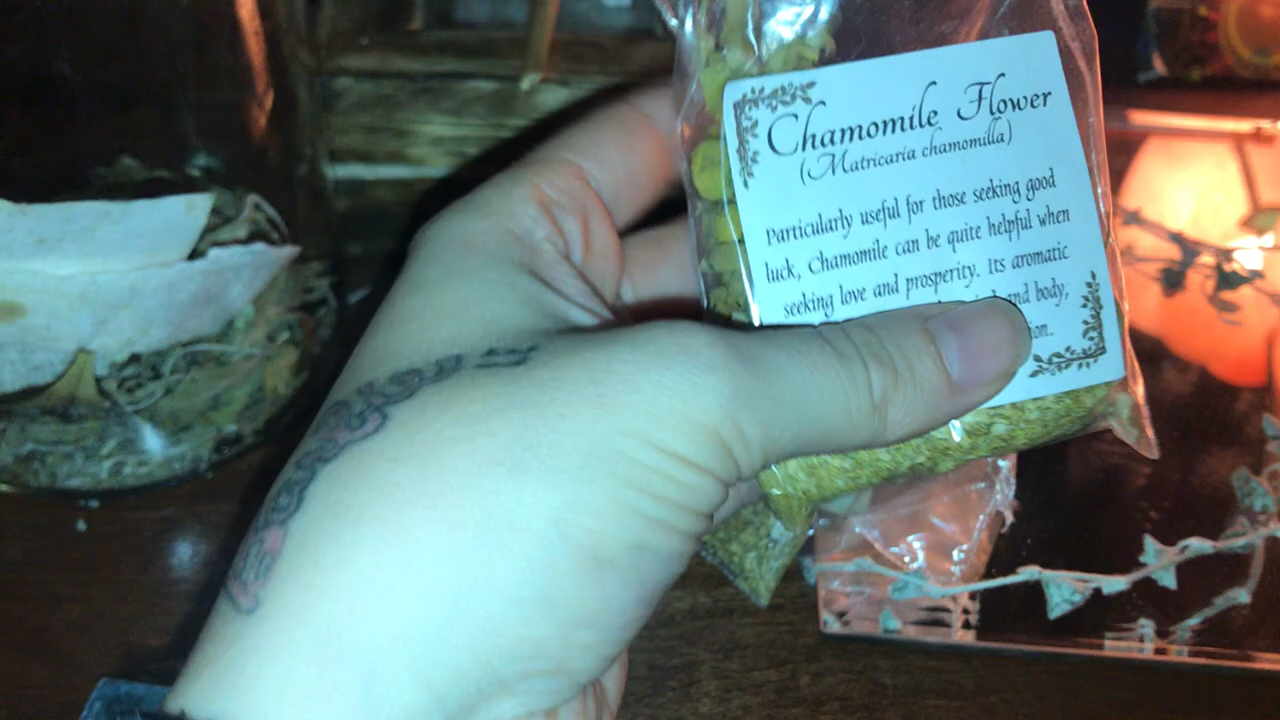 Chamomile Flower
(Matricaria chamomilla)
Particularly useful for those seeking good
luck, Chamomile can be quite helpful when
seeking love and prosperity. Its aromatic
and body,